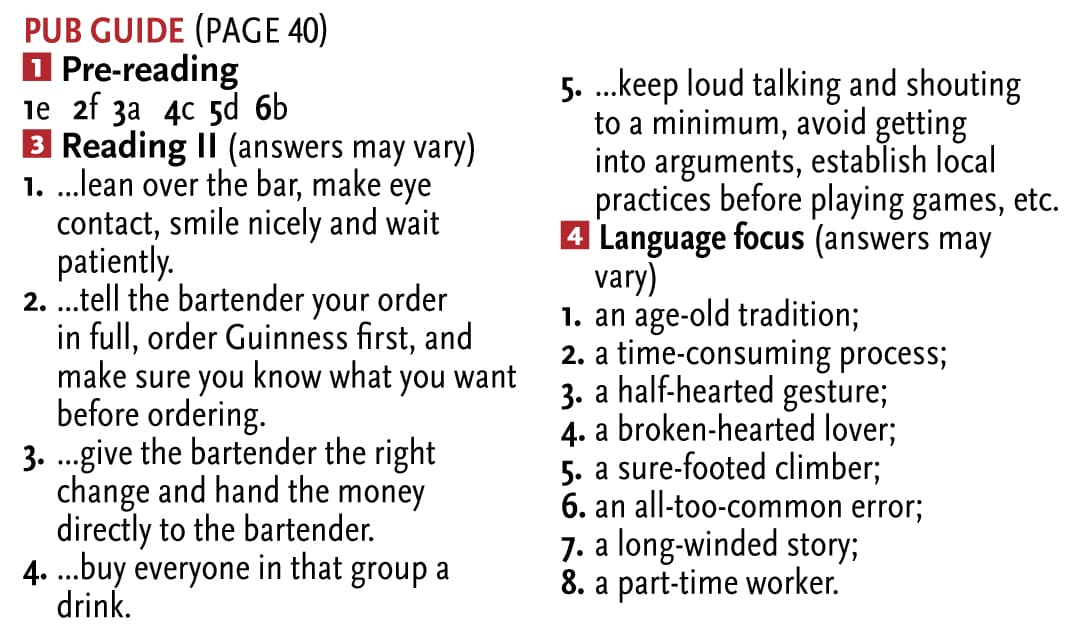 PUB GUIDE (PAGE 40)
1 Pre-reading
1e 2f 3a 4c 5d 6b
3 Reading II (answers may vary)
1. ...lean over the bar, make eye
contact, smile nicely and wait
patiently.
2. ...tell the bartender your order
in full, order Guinness first, and
make sure you know what you want
before ordering.
3. ...give the bartender the right
change and hand the money
directly to the bartender.
4. ...buy everyone in that group a
drink.
5. ...keep loud talking and shouting
to a minimum, avoid getting
into arguments, establish local
practices before playing games, etc.
4 Language focus (answers may
vary)
1. an age-old tradition;
2. a time-consuming process;
3. a half-hearted gesture;
4. a broken-hearted lover;
5. a sure-footed climber;
6. an all-too-common error;
7. a long-winded story;
8. a part-time worker.